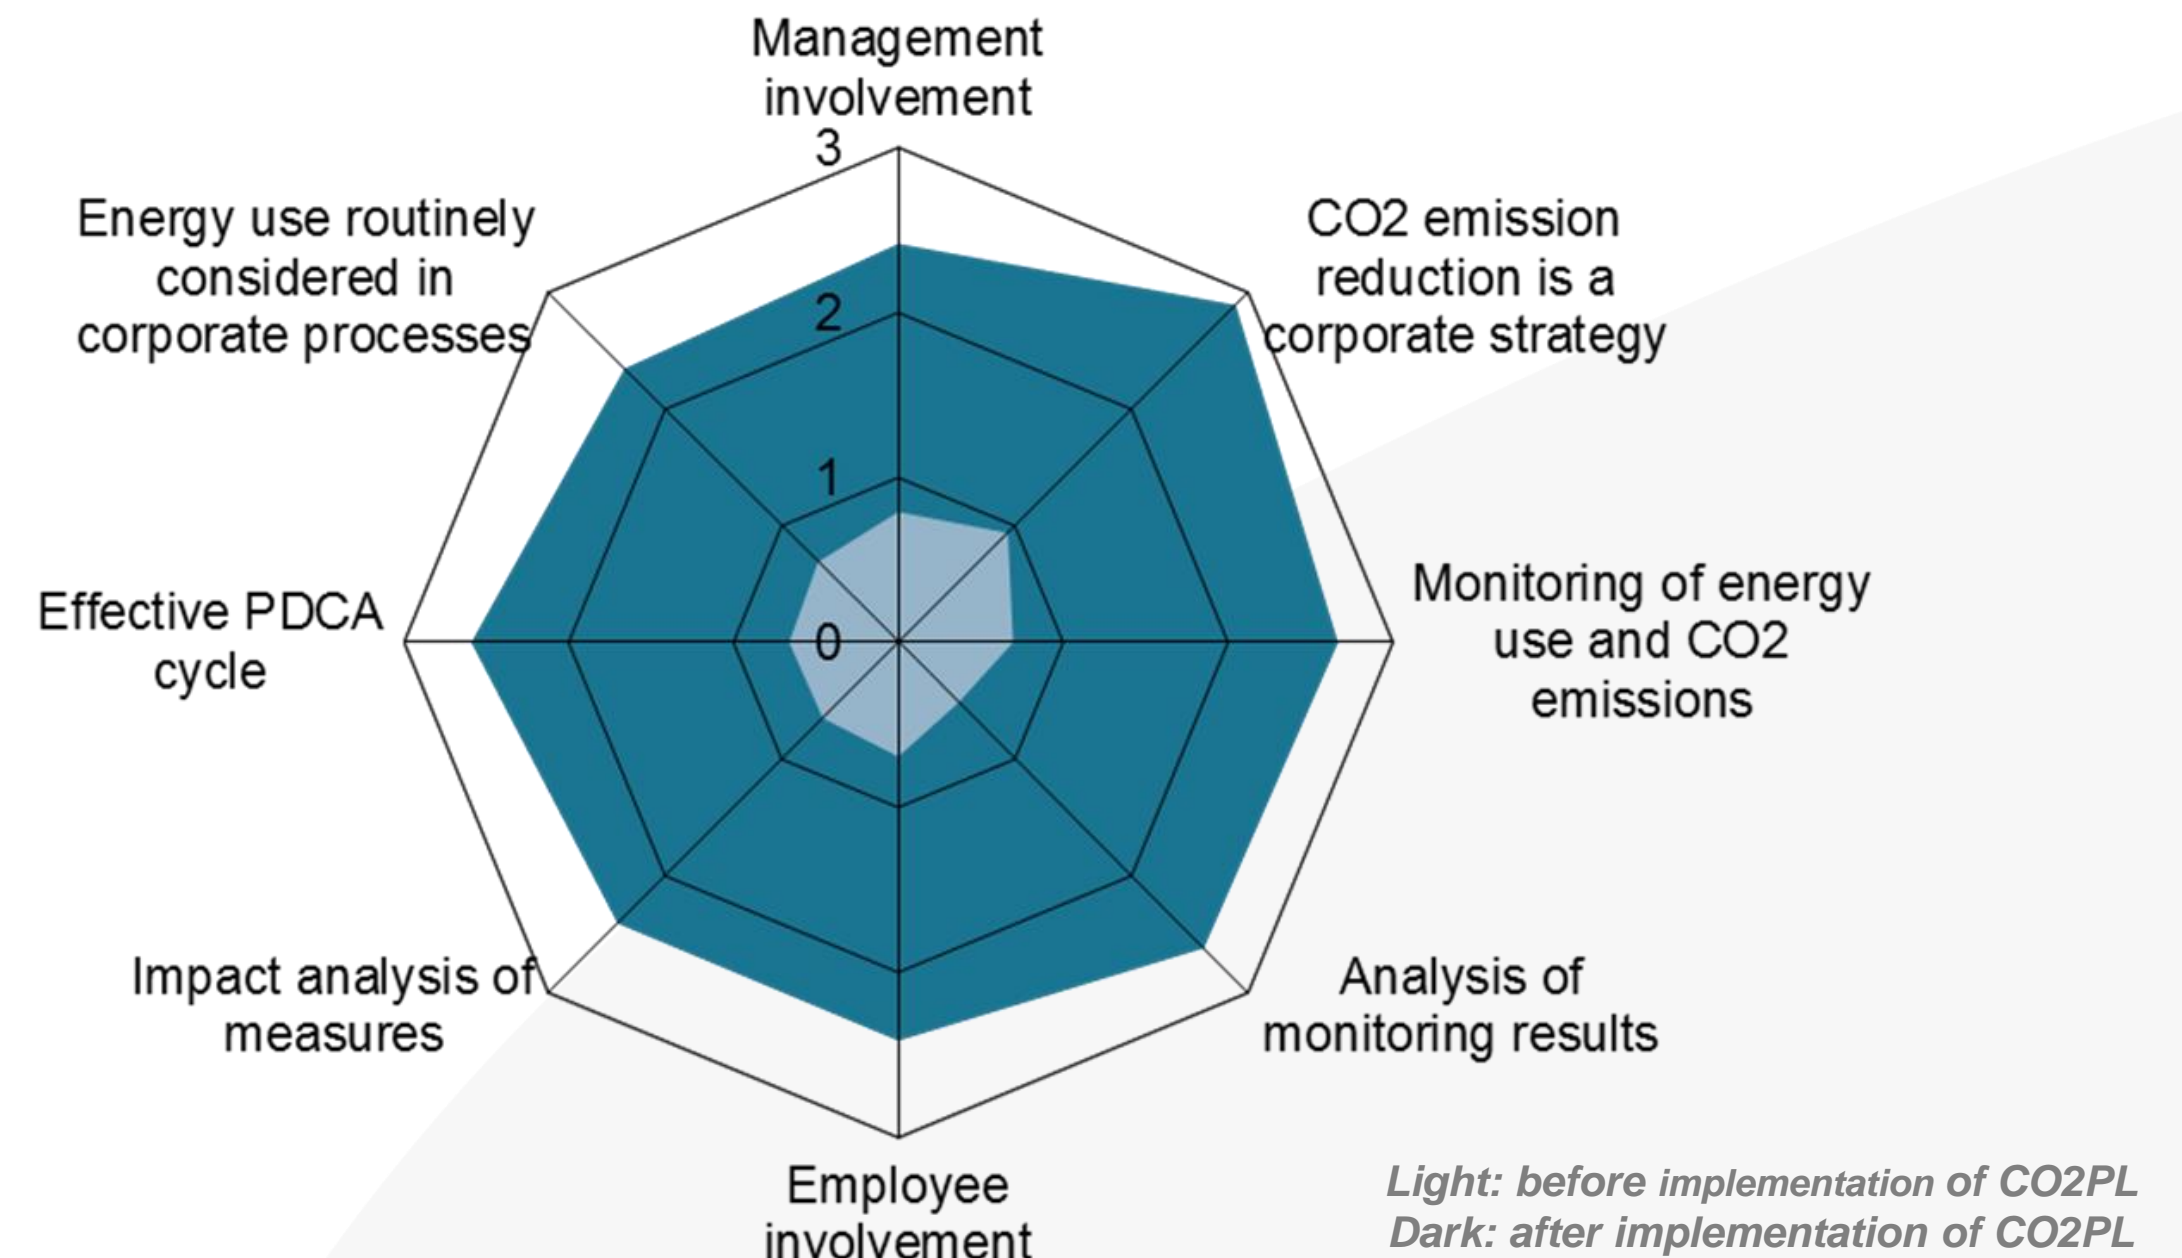 Management
involvement
3
CO2 emission
reduction is a
corporate strategy
Energy use routinely
considered in
corporate processes
2
1
Monitoring of energy
use and CO2
emissions
Effective PDCA
cycle
0
Impact analysis of
measures
Analysis of
monitoring results
Employee
involvement
Light: before implementation of CO2PL
Dark: after implementation of CO2PL